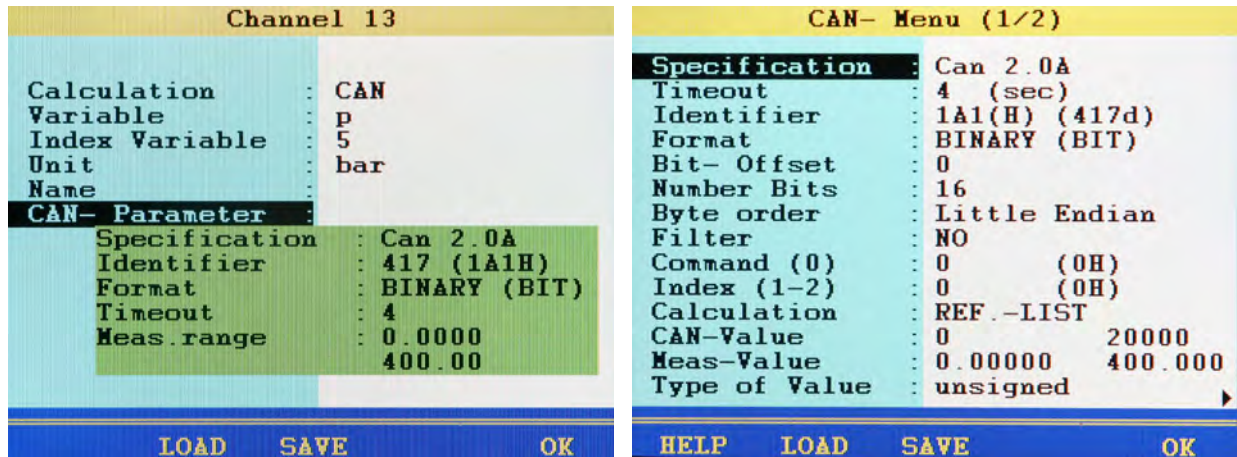 Channel 13
Calculation : CAN
Variable : p
Index Variable : 5
Unit : bar
Name :
CAN- Parameter :
Specification : Can 2.0A
Identifier : 417 (1A1H)
Format : BINARY (BIT)
Timeout : 4
Meas.range : 0.0000
400.00
LOAD SAVE OK
CAN- Menu (1/2)
Specification : Can 2.0A
Timeout : 4 (sec)
Identifier : 1A1(H) (417d)
Format : BINARY (BIT)
Bit- Offset : 0
Number Bits : 16
Byte order : Little Endian
Filter : NO
Command (0) : 0 (0H)
Index (1-2) : 0 (0H)
Calculation : REF.-LIST
CAN-Value : 0 20000
Meas-Value : 0.00000 400.000
Type of Value : unsigned
HELP LOAD SAVE OK